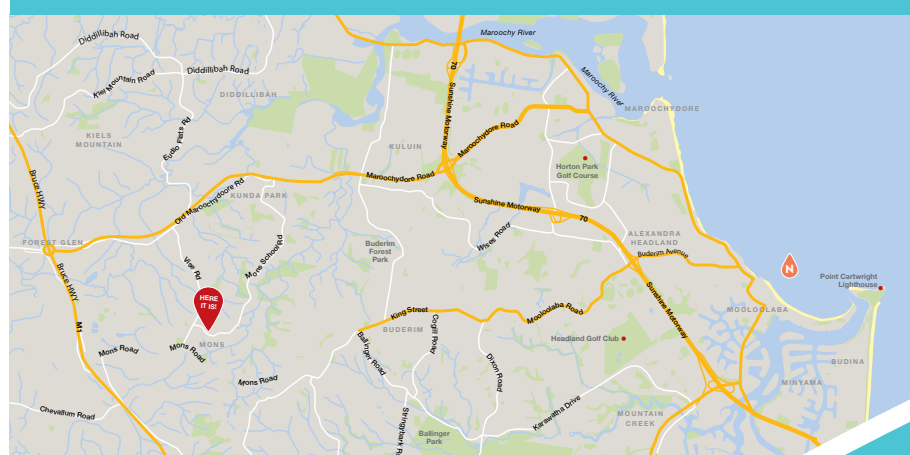 Maroochy River
Diddillibah Road
Diddillibah Road
Kiel Mountain Road
70
Sunshine Motorway
Maroochy River
DIDDILLIBAH
MAROOCHYDORE
Eudlo Flats Rd
Maroochydore Road
KIELS
MOUNTAIN
KULUIN
Horton Park
Golf Course
Bruce HWY
Maroochydore Road
Old Maroochydore Rd
KUNDA PARK
Sunshine Motorway
70
Wises Road
ALEXANDRA
HEADLAND
FOREST GLEN
Buderim
Forest
Park
Mons School Rd
Buderim Avenue
Vise Rd
Bruce HWY
N
Point Cartwright
Lighthouse
HERE
IT IS!
Sunshine Motorway
MOOLOOLABA
King Street
Mooloolaba Road
M1
BUDERIM
Cogill Road
Headland Golf Club
MONS
Mons Road
Mons Road
Ballinger Road
Dixon Road
BUDINA
Mons Road
MINYAMA
Chevallum Road
Stringybark R
Karawatha Drive
MOUNTAIN
CREEK
Ballinger
Park